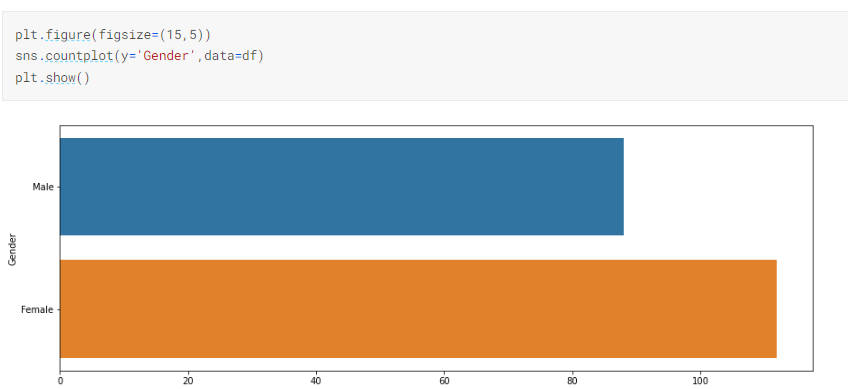 plt.figure(figsize=(15,5))
sns.countplot(y='Gender',data=df)
plt.show()
Male
Gender
Female
0 20 40 60 80 100